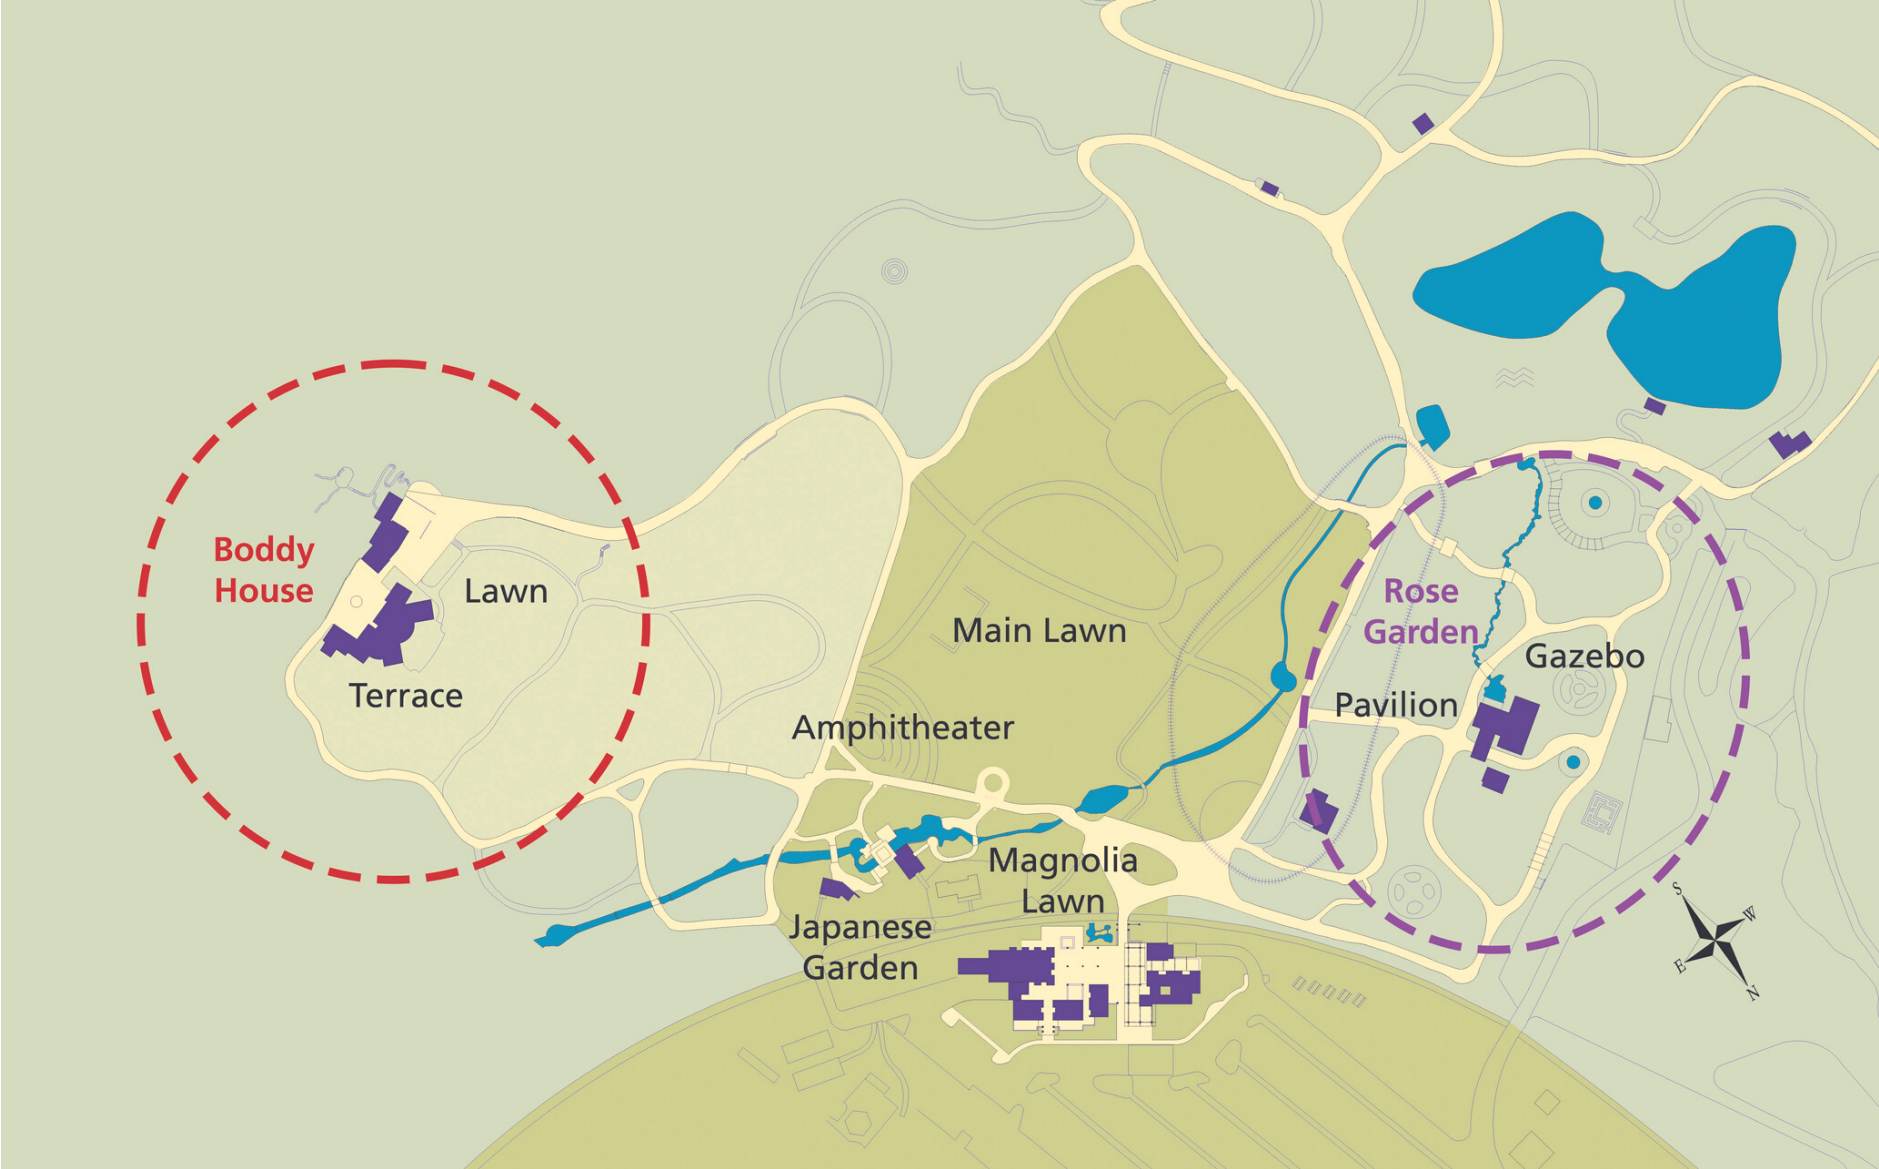 Boddy
House
Lawn
Terrace
Main Lawn
Amphitheater
Rose
Garden
Gazebo
Pavilion
Magnolia
Lawn
Japanese
Garden
S
W
E
N